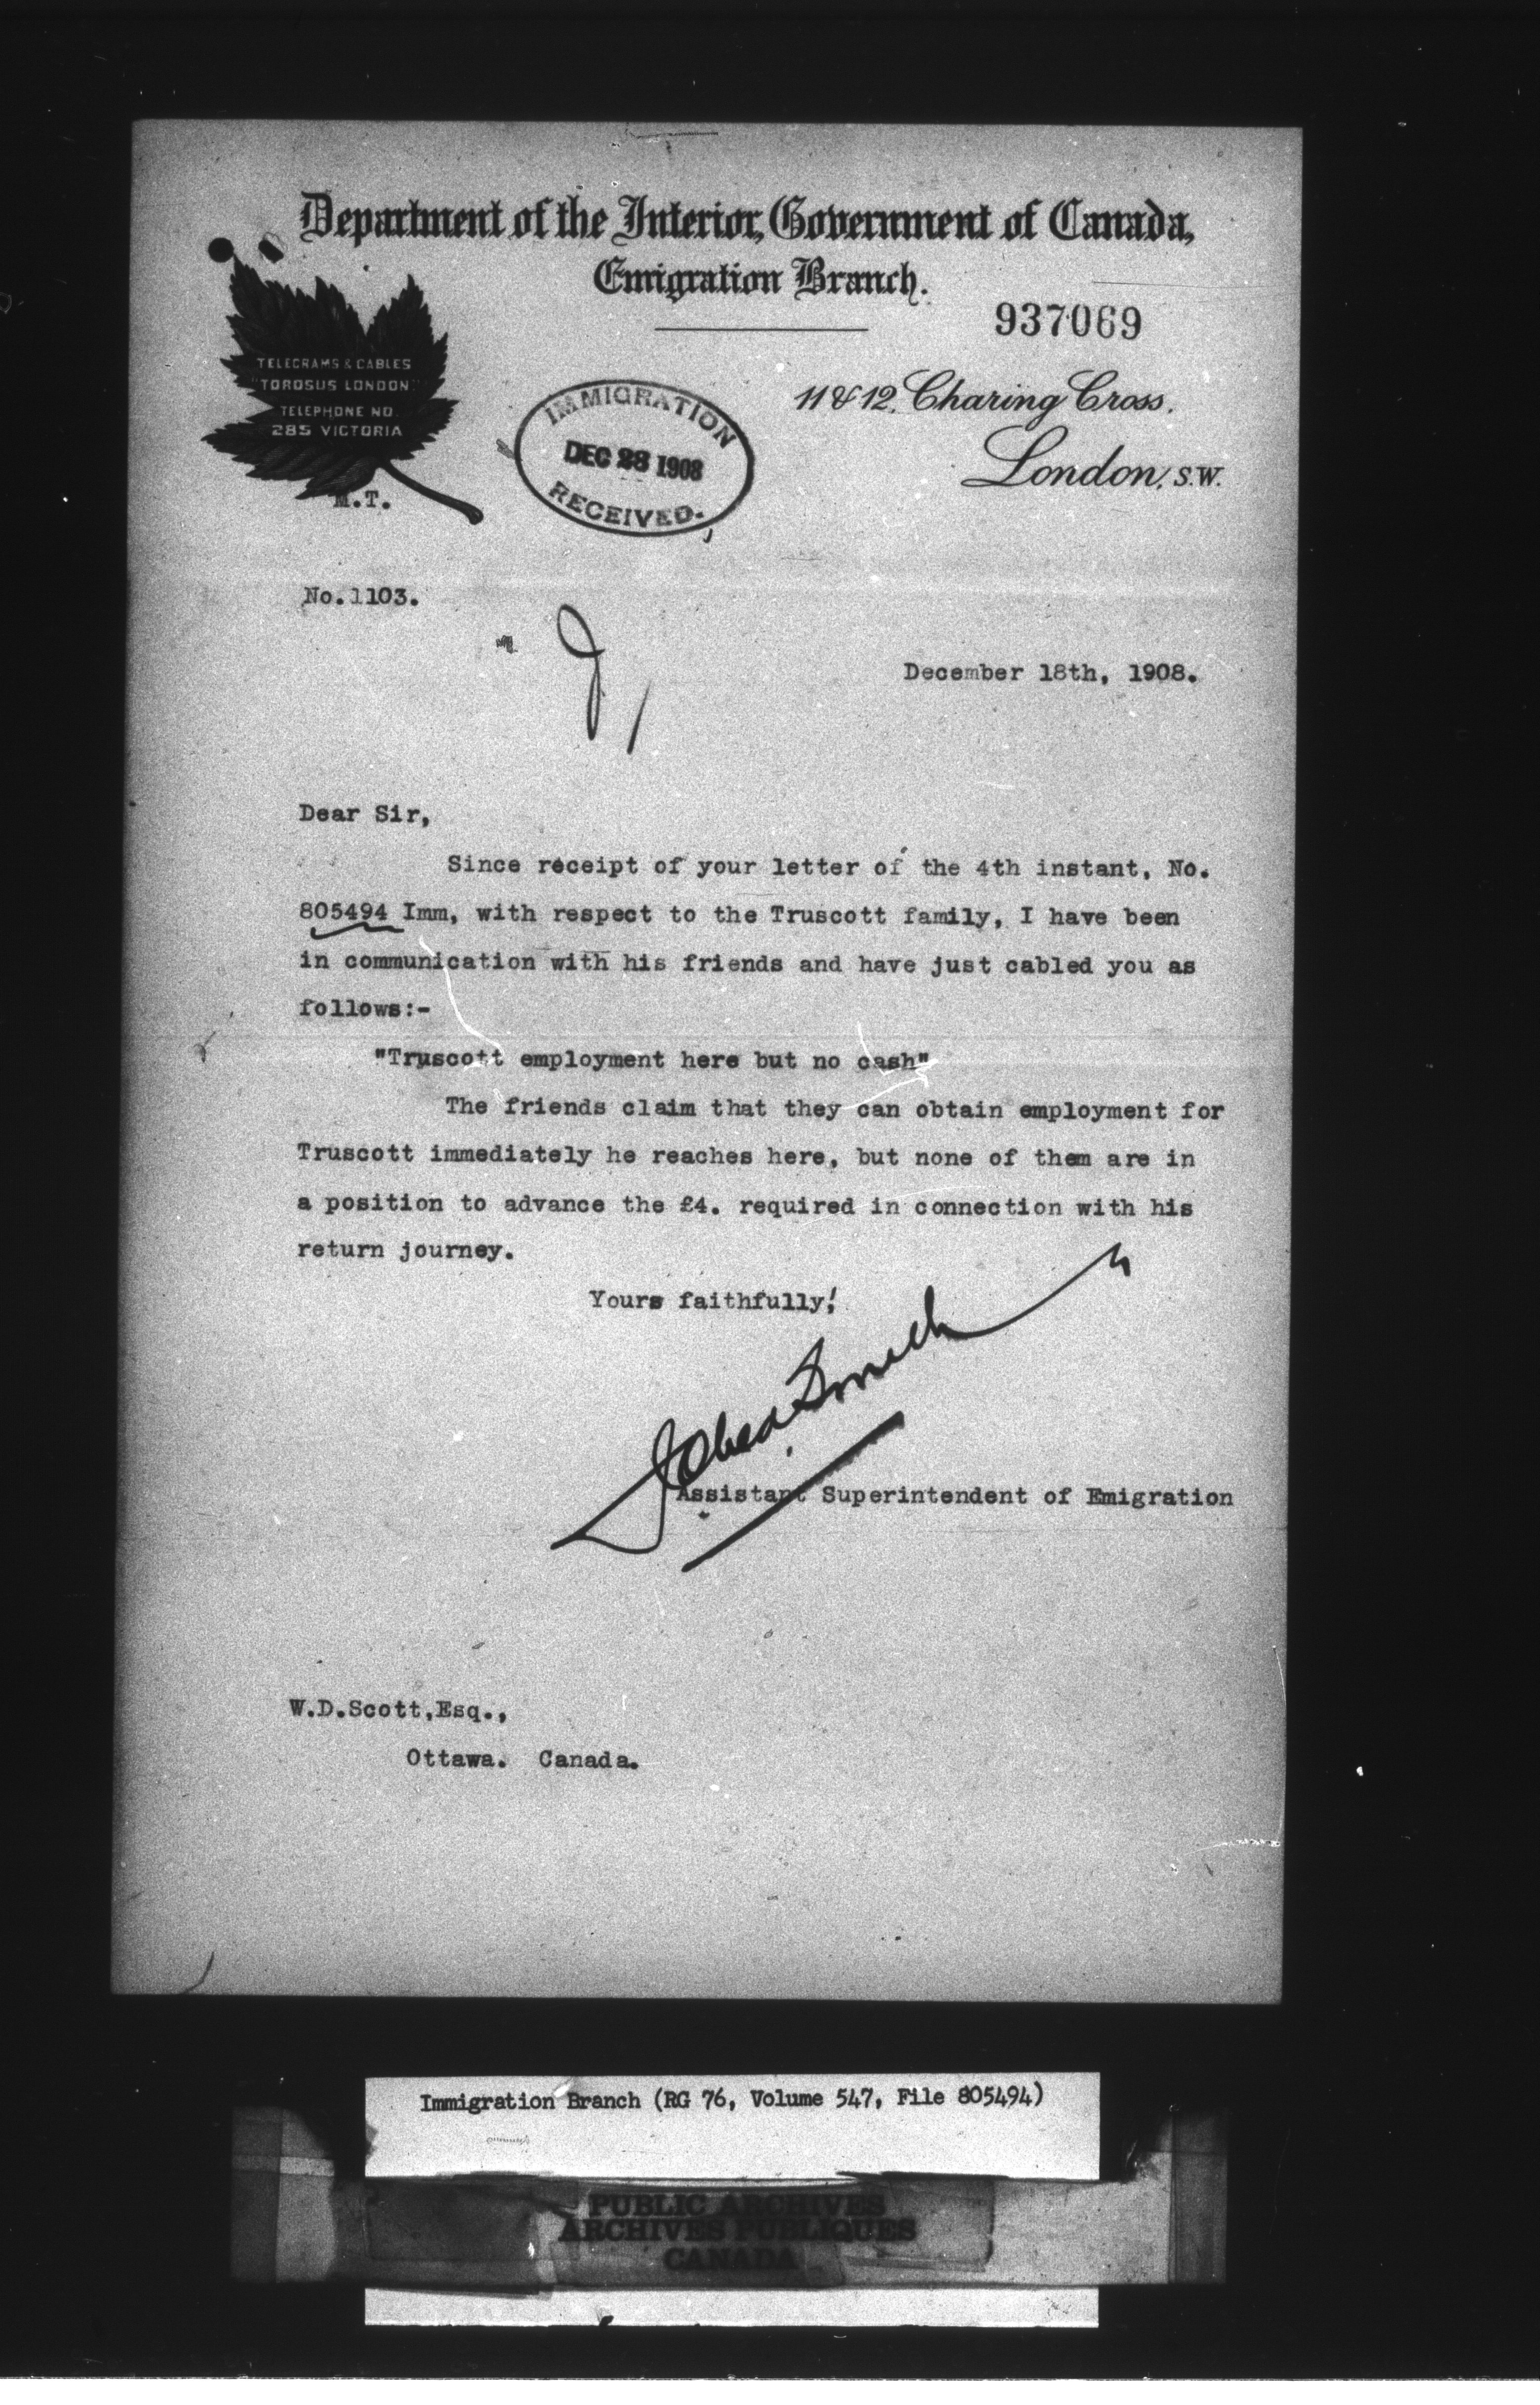 Department of the Interior, Government of Canada,
Emigration Branch.
937069
TELEGRAMS & CABLES
"TOROSUS LONDON"
TELEPHONE NO.
285 VICTORIA
11 & 12, Charing Cross,
London, S.W.
IMMIGRATION
DEC 28 1908
RECEIVED.
M.T.
No.1103.
December 18th, 1908.
Dear Sir,
Since receipt of your letter of the 4th instant, No.
805494 Imm, with respect to the Truscott family, I have been
in communication with his friends and have just cabled you as
follows:-
"Truscott employment here but no cash"
The friends claim that they can obtain employment for
Truscott immediately he reaches here, but none of them are in
a position to advance the £4. required in connection with his
return journey.
Yours faithfully,
J Obed Smith
Assistant Superintendent of Emigration
W.D.Scott,Esq.,
Ottawa. Canada.
Immigration Branch (RG 76, Volume 547, File 805494)
PUBLIC ARCHIVES
ARCHIVES PUBLIQUES
CANADA